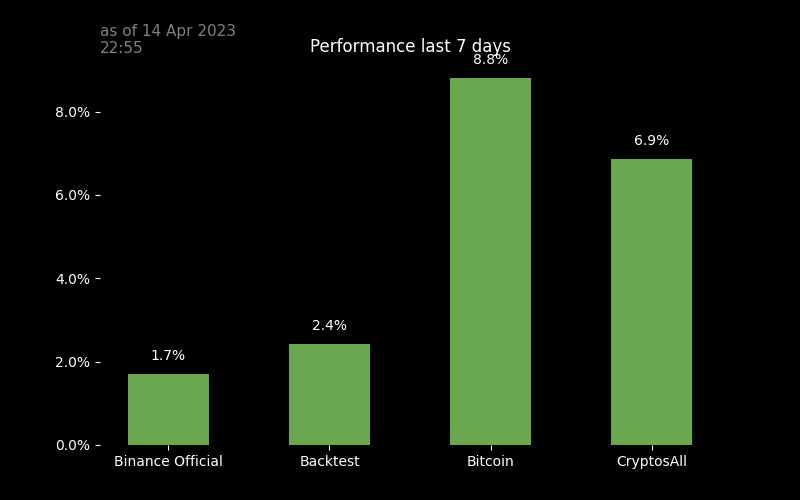 as of 14 Apr 2023
22:55
Performance last 7 days
8.8%
8.0%
6.9%
6.0%
4.0%
2.4%
2.0%
1.7%
0.0%
Binance Official
Backtest
Bitcoin
CryptosAll